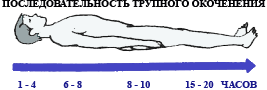 ПОСЛЕДОВАТЕЛЬНОСТЬ ТРУПНОГО ОКОЧЕНЕНИЯ
1 - 4 6 - 8 8 - 10 15 - 20 ЧАСОВ